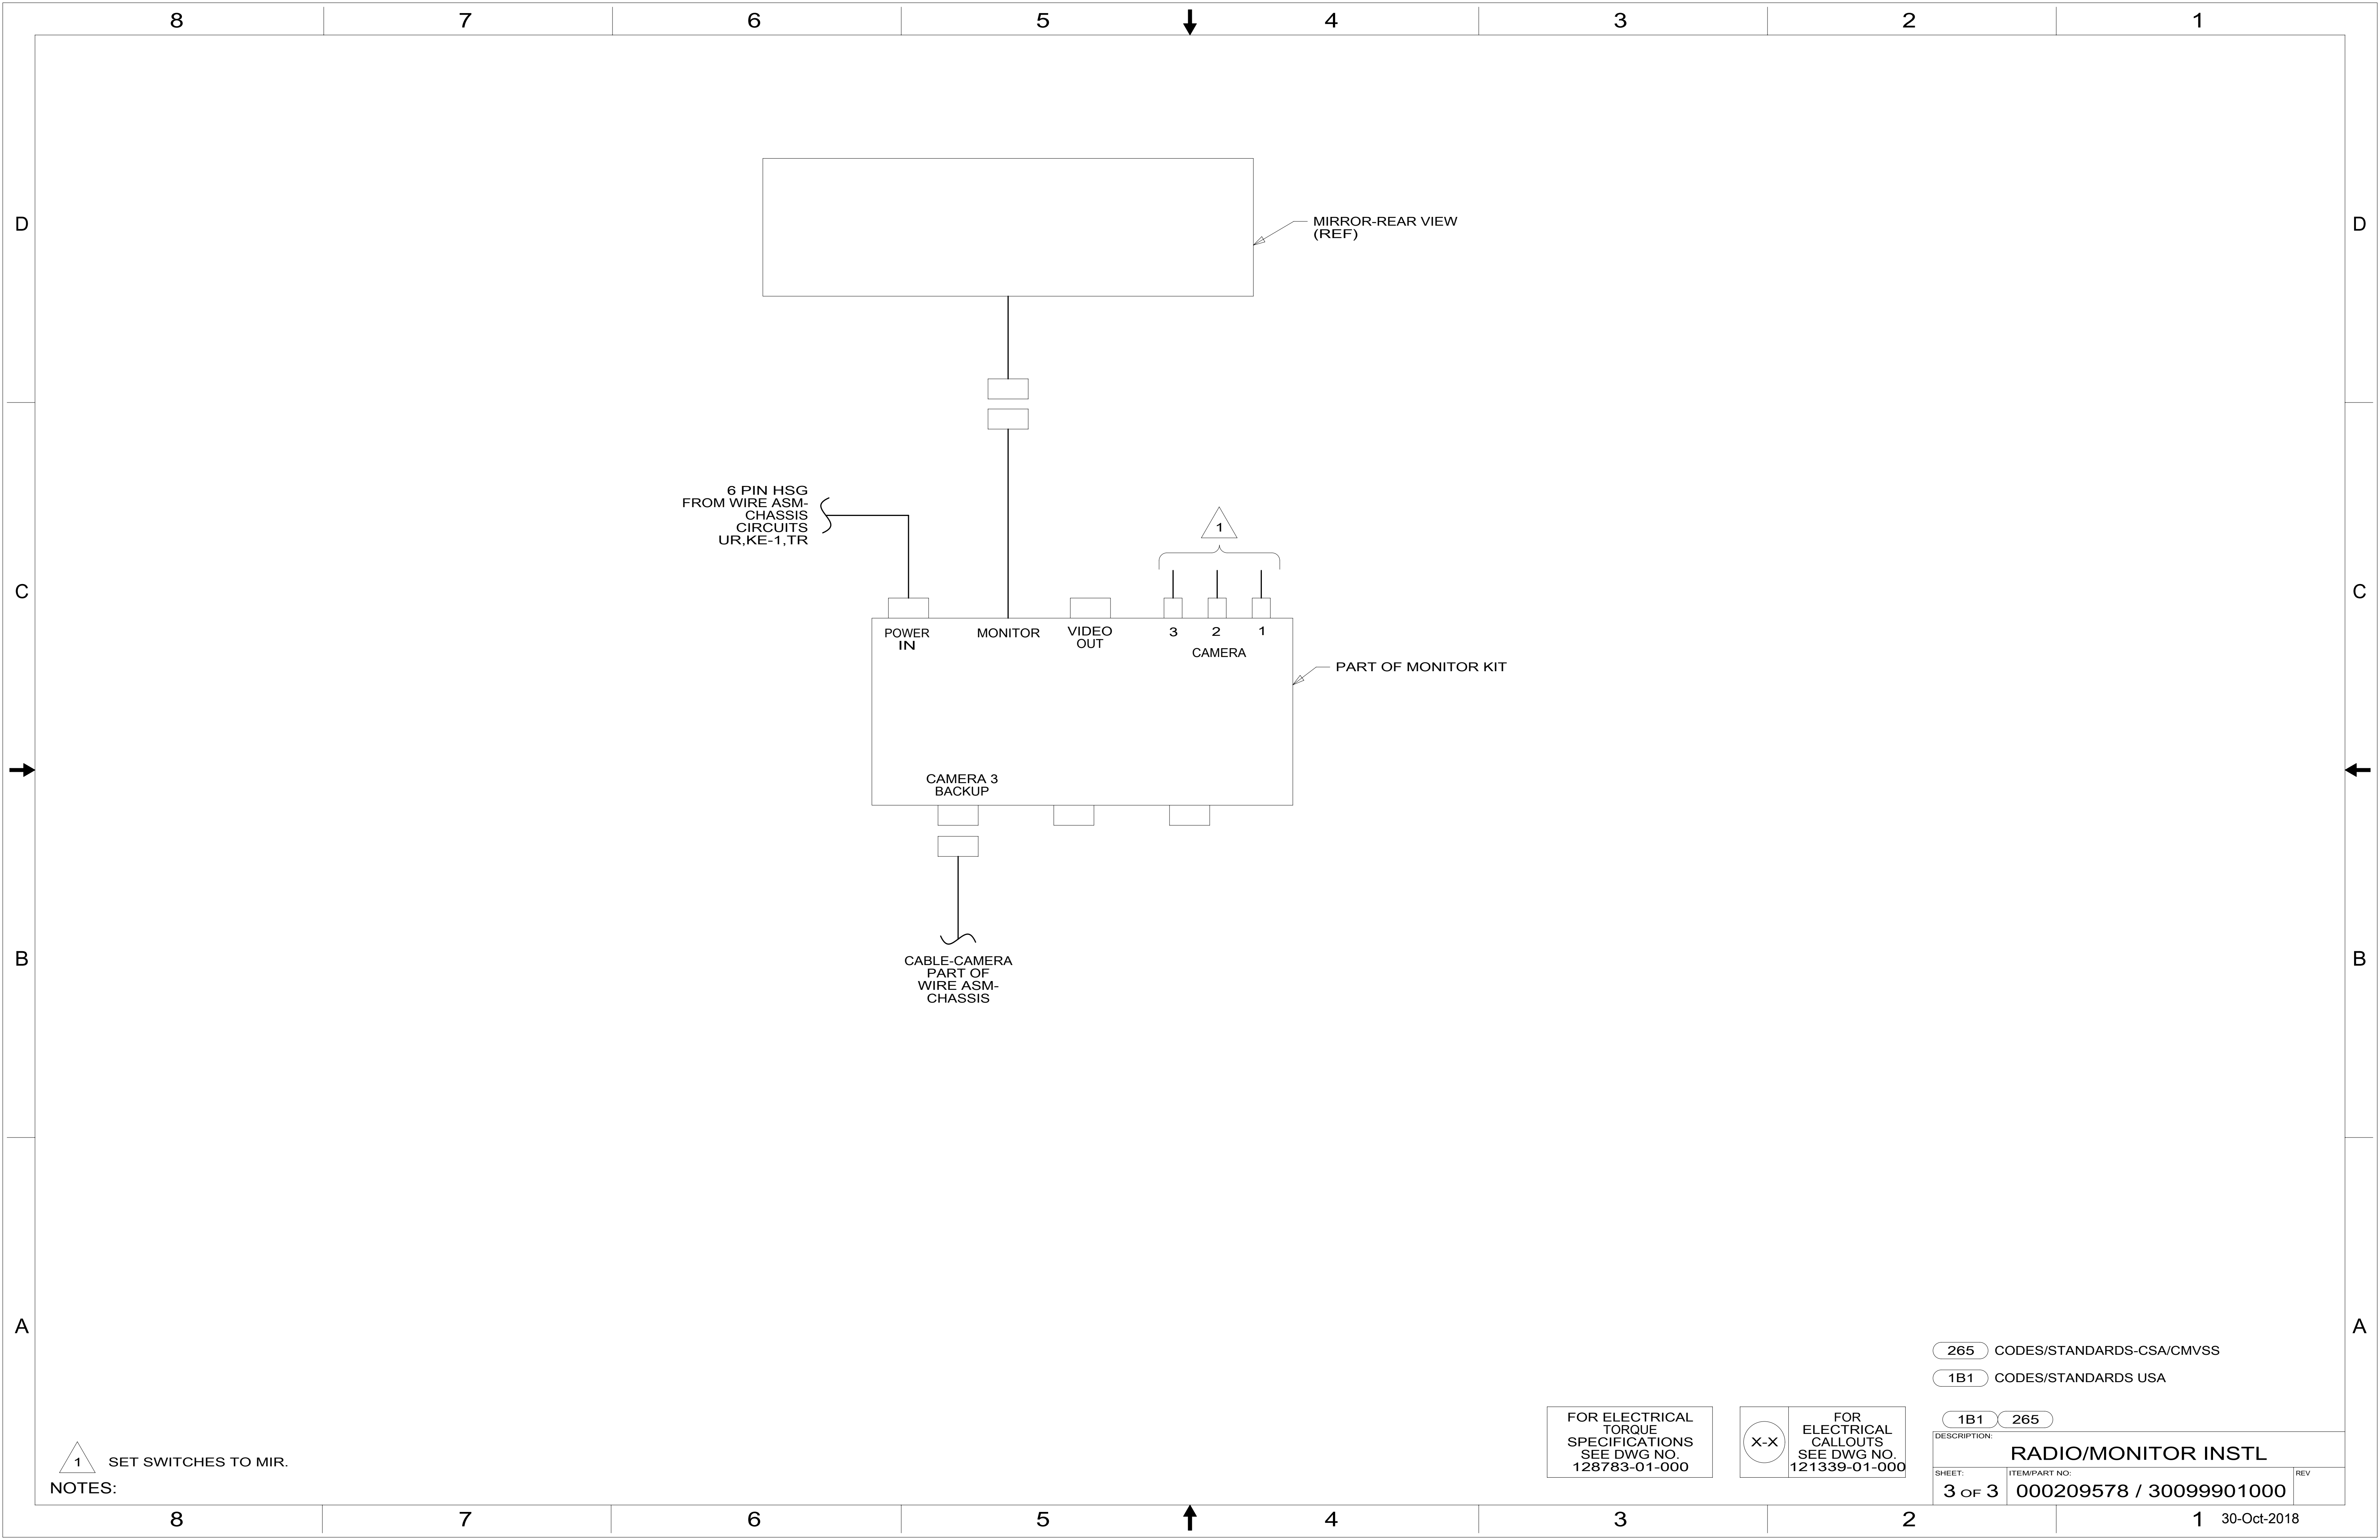 8 7 6 5 4 3 2 1
D
D
MIRROR-REAR VIEW
(REF)
6 PIN HSG
FROM WIRE ASM-
CHASSIS
CIRCUITS
UR,KE-1,TR
1
C
C
POWER
IN
MONITOR
VIDEO
OUT
3 2 1
CAMERA
PART OF MONITOR KIT
CAMERA 3
BACKUP
B
B
CABLE-CAMERA
PART OF
WIRE ASM-
CHASSIS
A
A
265 CODES/STANDARDS-CSA/CMVSS
1B1 CODES/STANDARDS USA
FOR ELECTRICAL
TORQUE
SPECIFICATIONS
SEE DWG NO.
128783-01-000
X-X
FOR
ELECTRICAL
CALLOUTS
SEE DWG NO.
121339-01-000
1B1 265
DESCRIPTION:
RADIO/MONITOR INSTL
SHEET:
3 OF 3
ITEM/PART NO:
000209578 / 30099901000
REV
1 SET SWITCHES TO MIR.
NOTES:
8 7 6 5 4 3 2 1
30-Oct-2018